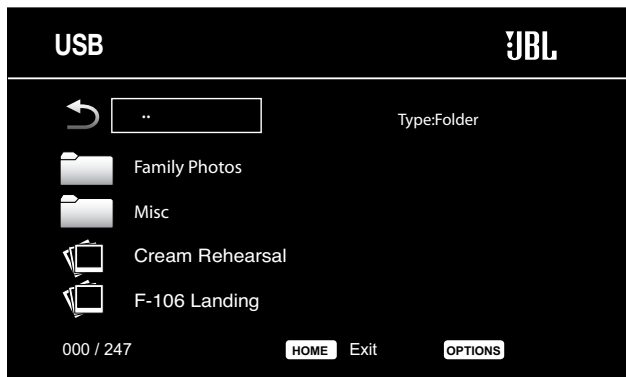 USB JBL
.. Type:Folder
Family Photos
Misc
Cream Rehearsal
F-106 Landing
000 / 247 HOME Exit OPTIONS